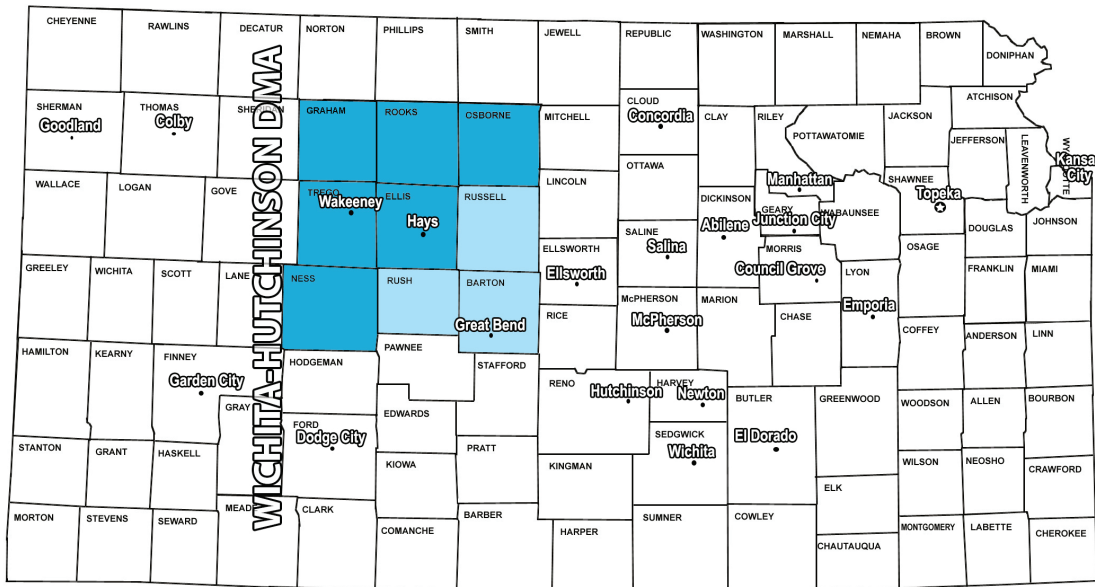 CHEYENNE
RAWLINS
DECATUR
NORTON
PHILLIPS
SMITH
JEWELL
REPUBLIC
WASHINGTON
MARSHALL
NEMAHA
BROWN
DONIPHAN
SHERMAN
Goodland
THOMAS
Colby
SHERIDAN
GRAHAM
ROOKS
OSBORNE
MITCHELL
CLOUD
Concordia
CLAY
RILEY
POTTAWATOMIE
JACKSON
ATCHISON
JEFFERSON
LEAVENWORTH
WYANDOTTE
Kansas
City
WALLACE
LOGAN
GOVE
TREGO
Wakeeney
ELLIS
Hays
RUSSELL
LINCOLN
OTTAWA
DICKINSON
Abilene
Manhattan
GEARY
Junction City
WABAUNSEE
SHAWNEE
Topeka
DOUGLAS
JOHNSON
GREELEY
WICHITA
SCOTT
LANE
NESS
RUSH
BARTON
Great Bend
ELLSWORTH
Ellsworth
SALINE
Salina
MORRIS
Council Grove
LYON
Emporia
OSAGE
FRANKLIN
MIAMI
WICHITA-HUTCHINSON DMA
HAMILTON
KEARNY
FINNEY
Garden City
HODGEMAN
PAWNEE
STAFFORD
RICE
McPHERSON
McPherson
MARION
CHASE
COFFEY
ANDERSON
LINN
GRAY
FORD
Dodge City
EDWARDS
RENO
Hutchinson
HARVEY
Newton
BUTLER
El Dorado
GREENWOOD
WOODSON
ALLEN
BOURBON
STANTON
GRANT
HASKELL
KIOWA
PRATT
KINGMAN
SEDGWICK
Wichita
ELK
WILSON
NEOSHO
CRAWFORD
MORTON
STEVENS
SEWARD
MEADE
CLARK
COMANCHE
BARBER
HARPER
SUMNER
COWLEY
CHAUTAUQUA
MONTGOMERY
LABETTE
CHEROKEE